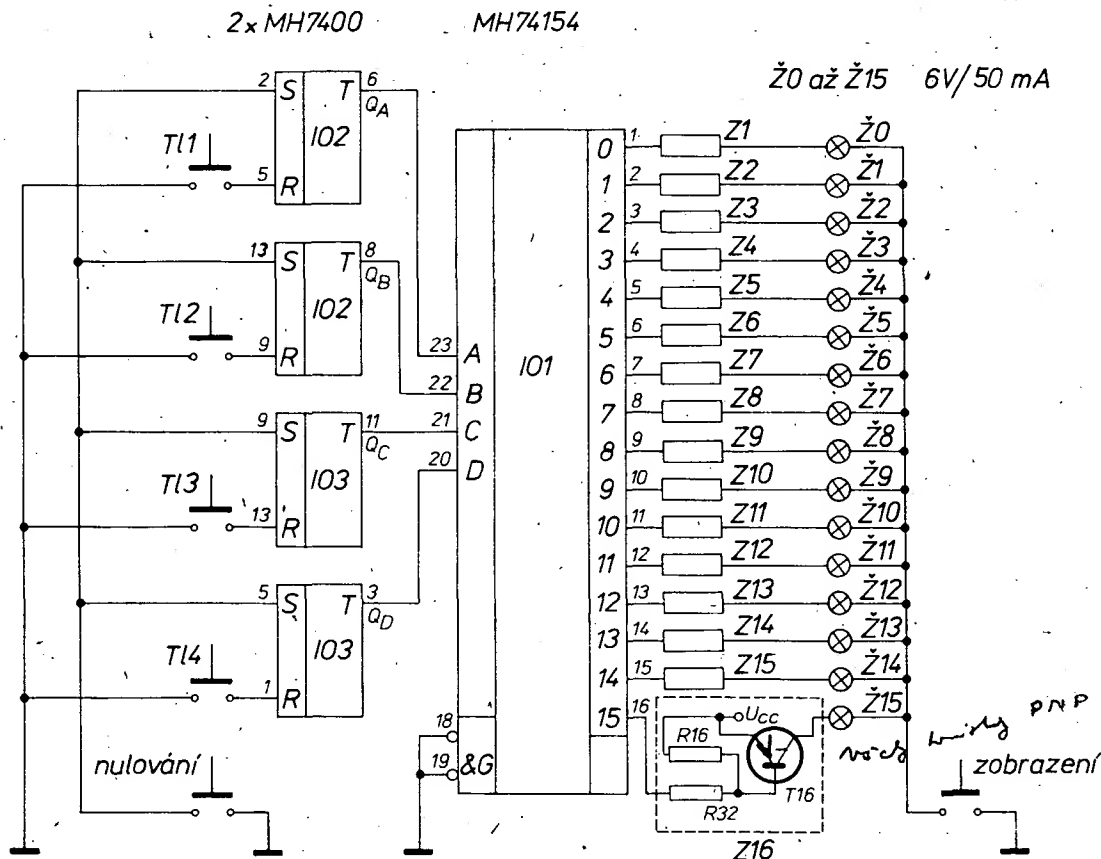 2x MH7400
MH74154
Ž0 až Ž15 6V/50 mA
2 S T 6
Q_A
IO2
Tl1
5 R
13 S T 8
Q_B
IO2
Tl2
9 R
9 S T 11
Q_C
IO3
Tl3
13 R
5 S T 3
Q_D
IO3
Tl4
1 R
nulování
23 A
22 B
21 C
20 D
IO1
18
19 &G
0 1 Z1 Ž0
1 2 Z2 Ž1
2 3 Z3 Ž2
3 4 Z4 Ž3
4 5 Z5 Ž4
5 6 Z6 Ž5
6 7 Z7 Ž6
7 8 Z8 Ž7
8 9 Z9 Ž8
9 10 Z10 Ž9
10 11 Z11 Ž10
11 12 Z12 Ž11
12 13 Z13 Ž12
13 14 Z14 Ž13
14 15 Z15 Ž14
15 16 Ž15
U_CC
R16
T16
R32
Z16
PNP
zobrazení